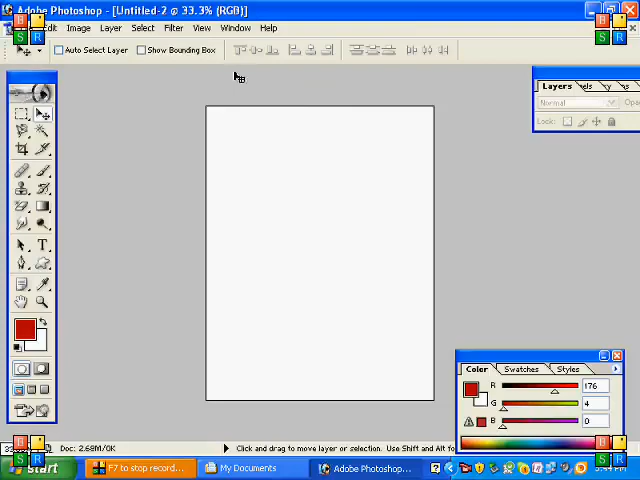 Adobe Photoshop - [Untitled-2 @ 33.3% (RGB)]
Image Layer Select Filter View Window Help
Auto Select Layer Show Bounding Box
Layers
Normal
Lock:
Color Swatches Styles
R 176
G 4
B 0
Doc: 2.68M/0K Click and drag to move layer or selection. Use Shift and Alt fo
start F7 to stop record... My Documents Adobe Photoshop...
B
S R
B
S R
B
S R
B
S R